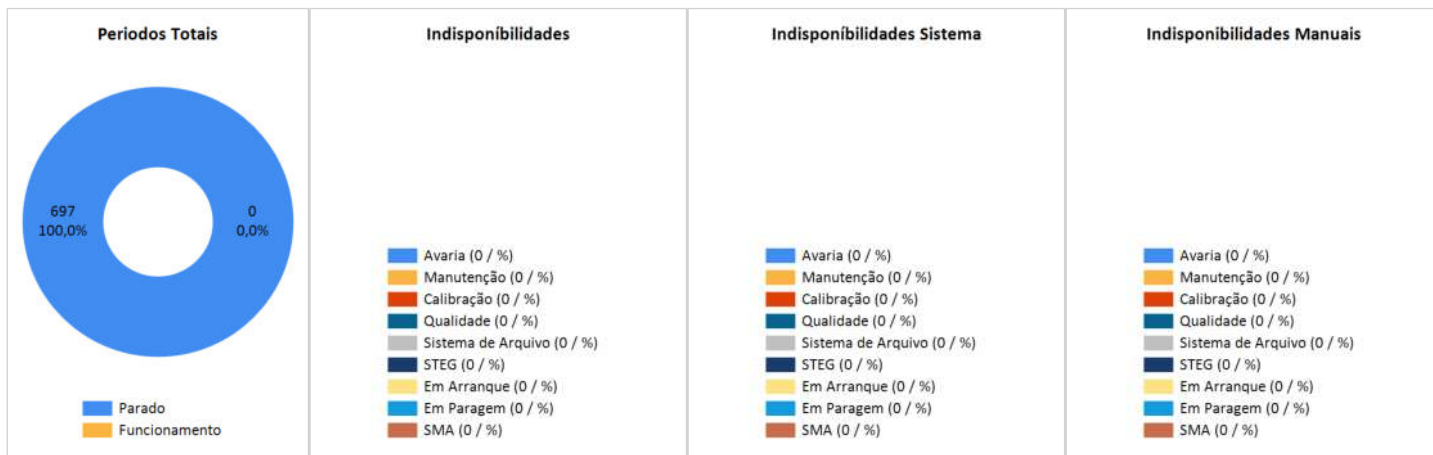 Periodos Totais
697
100,0%
0
0,0%
Parado
Funcionamento
Indisponíbilidades
Avaria (0 / %)
Manutenção (0 / %)
Calibração (0 / %)
Qualidade (0 / %)
Sistema de Arquivo (0 / %)
STEG (0 / %)
Em Arranque (0 / %)
Em Paragem (0 / %)
SMA (0 / %)
Indisponíbilidades Sistema
Avaria (0 / %)
Manutenção (0 / %)
Calibração (0 / %)
Qualidade (0 / %)
Sistema de Arquivo (0 / %)
STEG (0 / %)
Em Arranque (0 / %)
Em Paragem (0 / %)
SMA (0 / %)
Indisponibilidades Manuais
Avaria (0 / %)
Manutenção (0 / %)
Calibração (0 / %)
Qualidade (0 / %)
Sistema de Arquivo (0 / %)
STEG (0 / %)
Em Arranque (0 / %)
Em Paragem (0 / %)
SMA (0 / %)